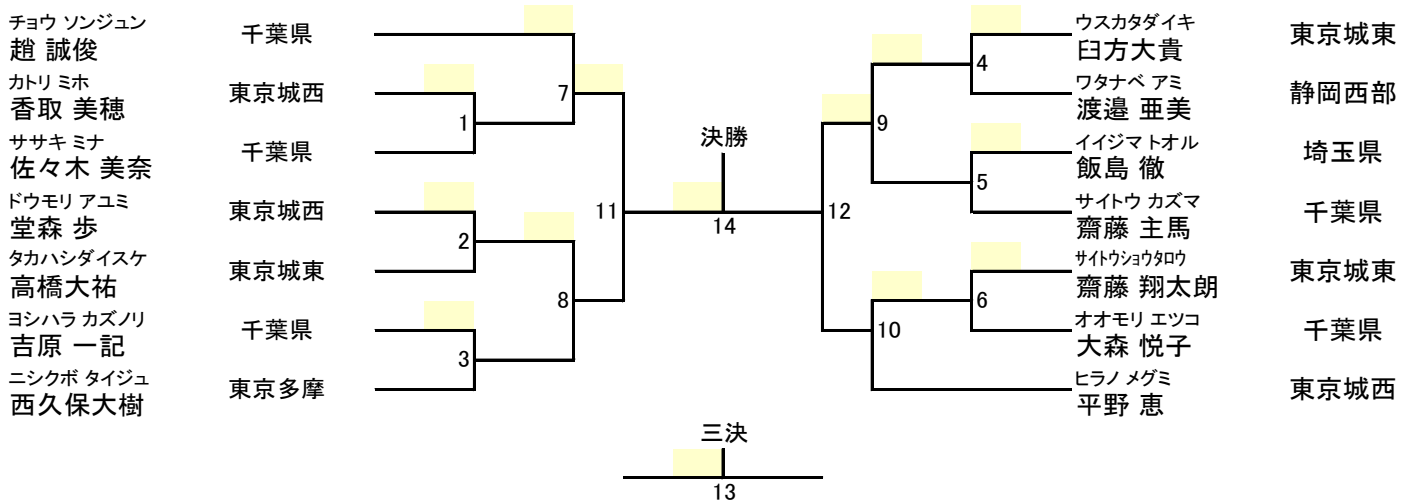 チョウ ソンジュン
趙 誠俊
千葉県
カトリ ミホ
香取 美穂
東京城西
ササキ ミナ
佐々木 美奈
千葉県
ドウモリ アユミ
堂森 歩
東京城西
タカハシダイスケ
高橋大祐
東京城東
ヨシハラ カズノリ
吉原 一記
千葉県
ニシクボ タイジュ
西久保大樹
東京多摩
1
2
3
7
8
11
決勝
14
三決
13
12
9
10
4
5
6
ウスカタダイキ
臼方大貴
東京城東
ワタナベ アミ
渡邉 亜美
静岡西部
イイジマ トオル
飯島 徹
埼玉県
サイトウ カズマ
齋藤 主馬
千葉県
サイトウショウタロウ
齋藤 翔太朗
東京城東
オオモリ エツコ
大森 悦子
千葉県
ヒラノ メグミ
平野 恵
東京城西